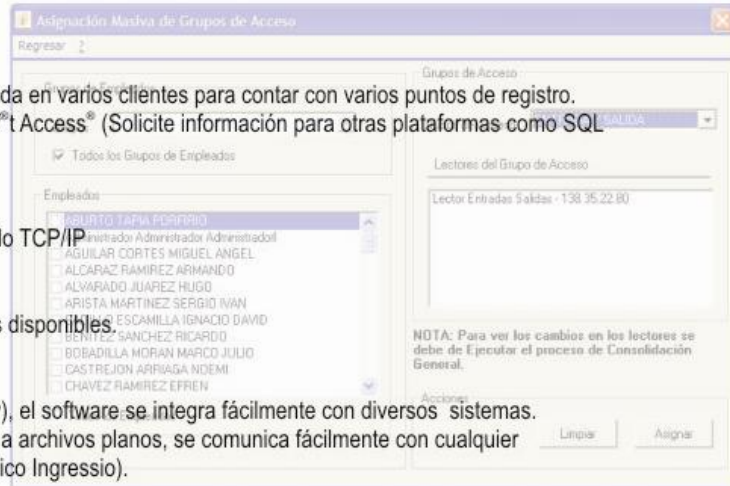 Asignación Masiva de Grupos de Acceso
Regresar ?
Grupos de Empleados
Grupos de Acceso
da en varios clientes para contar con varios puntos de registro.
®t Access® (Solicite información para otras plataformas como SQL
SALIDA
Todos los Grupos de Empleados
Lectores del Grupo de Acceso
Empleados
Lector Entradas Salidas - 138.35.22.80
ABURTO TAPIA PORFIRIO
lo TCP/IP
Administrador Administrador Administrador
AGUILAR CORTES MIGUEL ANGEL
ALCARAZ RAMIREZ ARMANDO
ALVARADO JUAREZ HUGO
ARISTA MARTINEZ SERGIO IVAN
s disponibles.
ESCAMILLA IGNACIO DAVID
BENITEZ SANCHEZ RICARDO
BOBADILLA MORAN MARCO JULIO
CASTREJON ARRIAGA NOEMI
CHAVEZ RAMIREZ EFREN
NOTA: Para ver los cambios en los lectores se
debe de Ejecutar el proceso de Consolidación
General.
Acciones
), el software se integra fácilmente con diversos sistemas.
a archivos planos, se comunica fácilmente con cualquier
Limpiar Asignar
ico Ingressio).